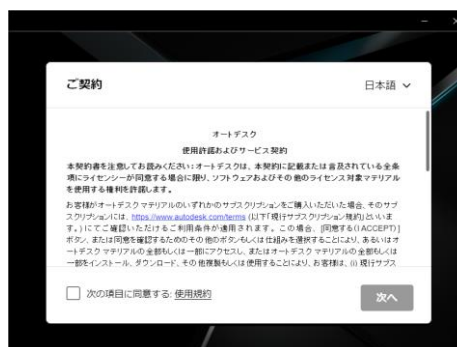 ご契約
日本語
オートデスク
使用許諾およびサービス契約
本契約書を注意してお読みください:オートデスクは、本契約に記載または言及されている全条
項にライセンシーが同意する場合に限り、ソフトウェアおよびその他のライセンス対象マテリアル
を使用する権利を許諾します。
お客様がオートデスクマテリアルのいずれかのサブスクリプションをご購入いただいた場合、そのサブ
スクリプションには、https://www.autodesk.com/terms (以下「現行サブスクリプション規約」といいま
す。)にてご確認いただけるご利用条件が適用されます。この場合、[同意する(I ACCEPT)]
ボタン、または同意を確認するためのその他のボタンもしくは仕組みを選択することにより、あるいはオ
ートデスクマテリアルの全部もしくは一部にアクセスし、またはオートデスクマテリアルの全部もしくは
一部をインストール、ダウンロード、その他複製もしくは使用することにより、お客様は、(i) 現行サブス
次の項目に同意する: 使用規約
次へ